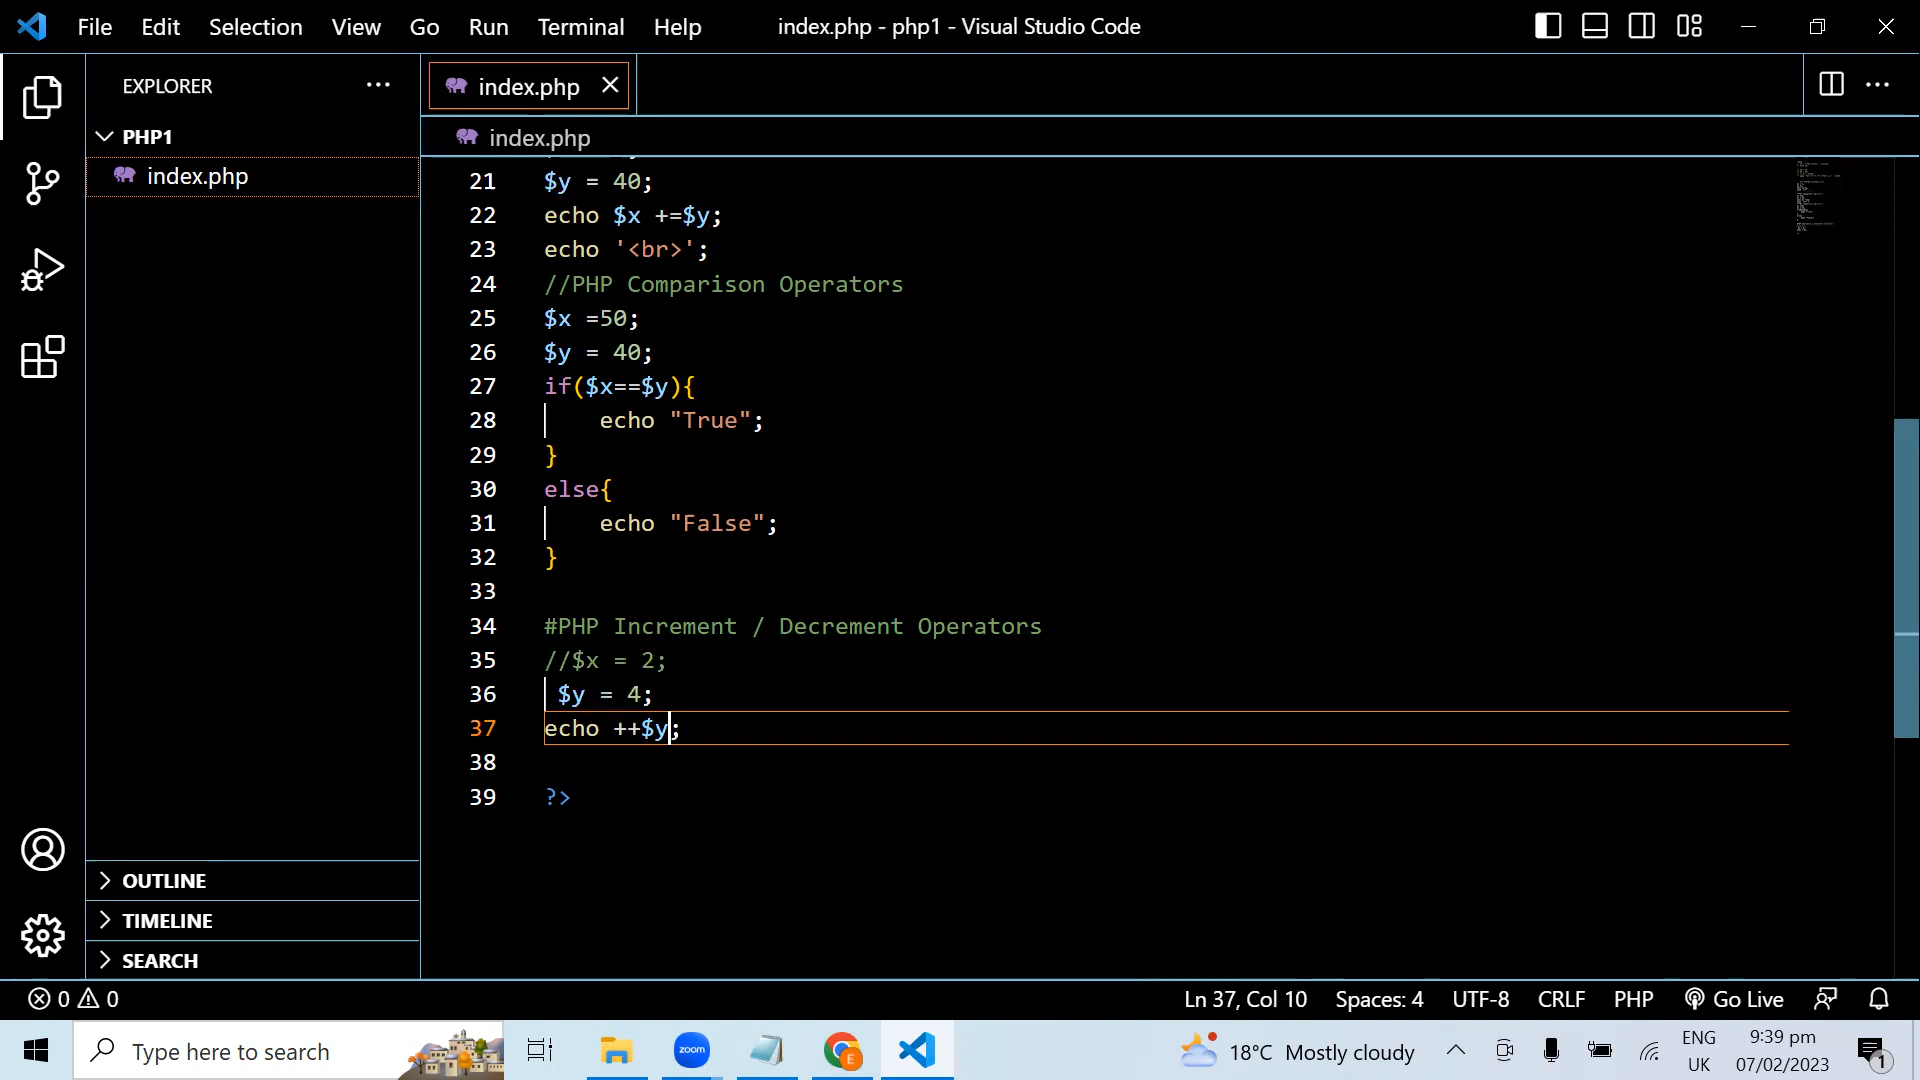 File Edit Selection View Go Run Terminal Help index.php - php1 - Visual Studio Code
EXPLORER
PHP1
index.php
OUTLINE
TIMELINE
SEARCH
index.php
index.php
21 $y = 40;
22 echo $x +=$y;
23 echo '<br>';
24 //PHP Comparison Operators
25 $x =50;
26 $y = 40;
27 if($x==$y){
28 echo "True";
29 }
30 else{
31 echo "False";
32 }
33
34 #PHP Increment / Decrement Operators
35 //$x = 2;
36 $y = 4;
37 echo ++$y;
38
39 ?>
0 0 Ln 37, Col 10 Spaces: 4 UTF-8 CRLF PHP Go Live
Type here to search zoom E 18°C Mostly cloudy ENG UK 9:39 pm 07/02/2023 1